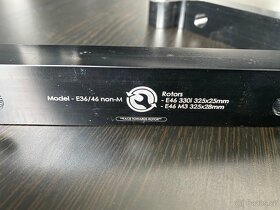 Model - E36/46 non-M
Rotors
- E46 330i 325x25mm
- E46 M3 325x28mm
"FACE TOWARDS ROTOR"